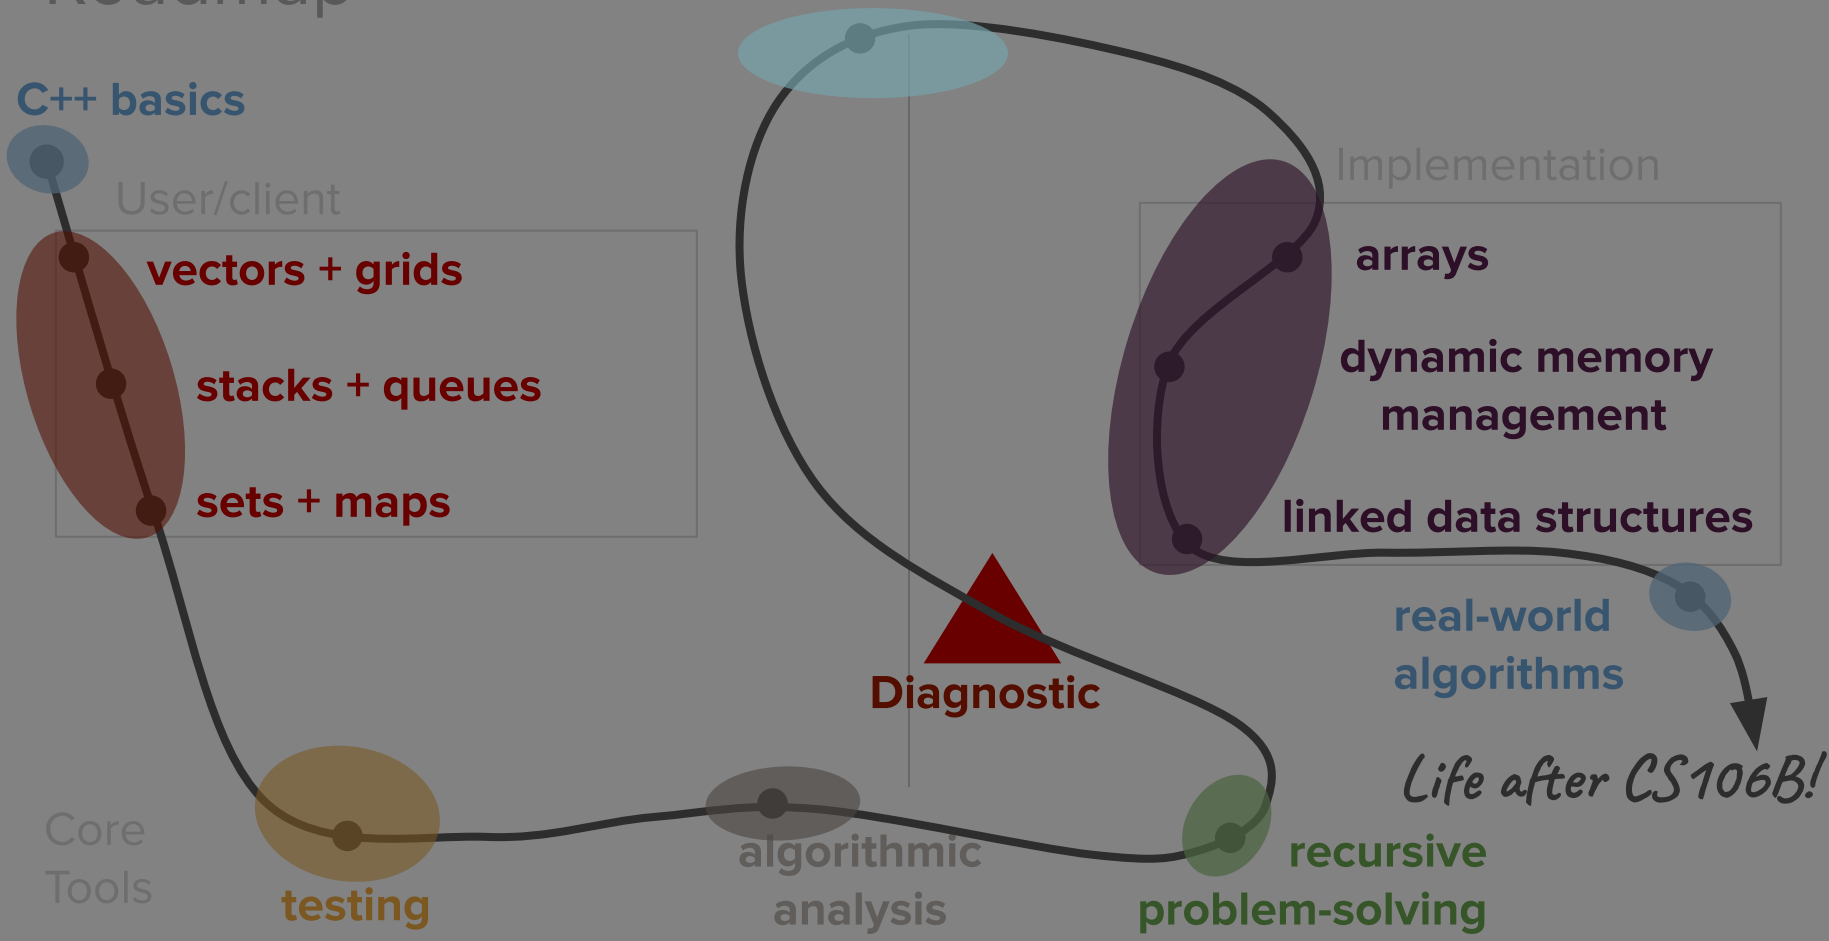 Roadmap
C++ basics
User/client
vectors + grids
stacks + queues
sets + maps
Core
Tools
testing
algorithmic
analysis
Diagnostic
recursive
problem-solving
Implementation
arrays
dynamic memory
management
linked data structures
real-world
algorithms
Life after CS106B!